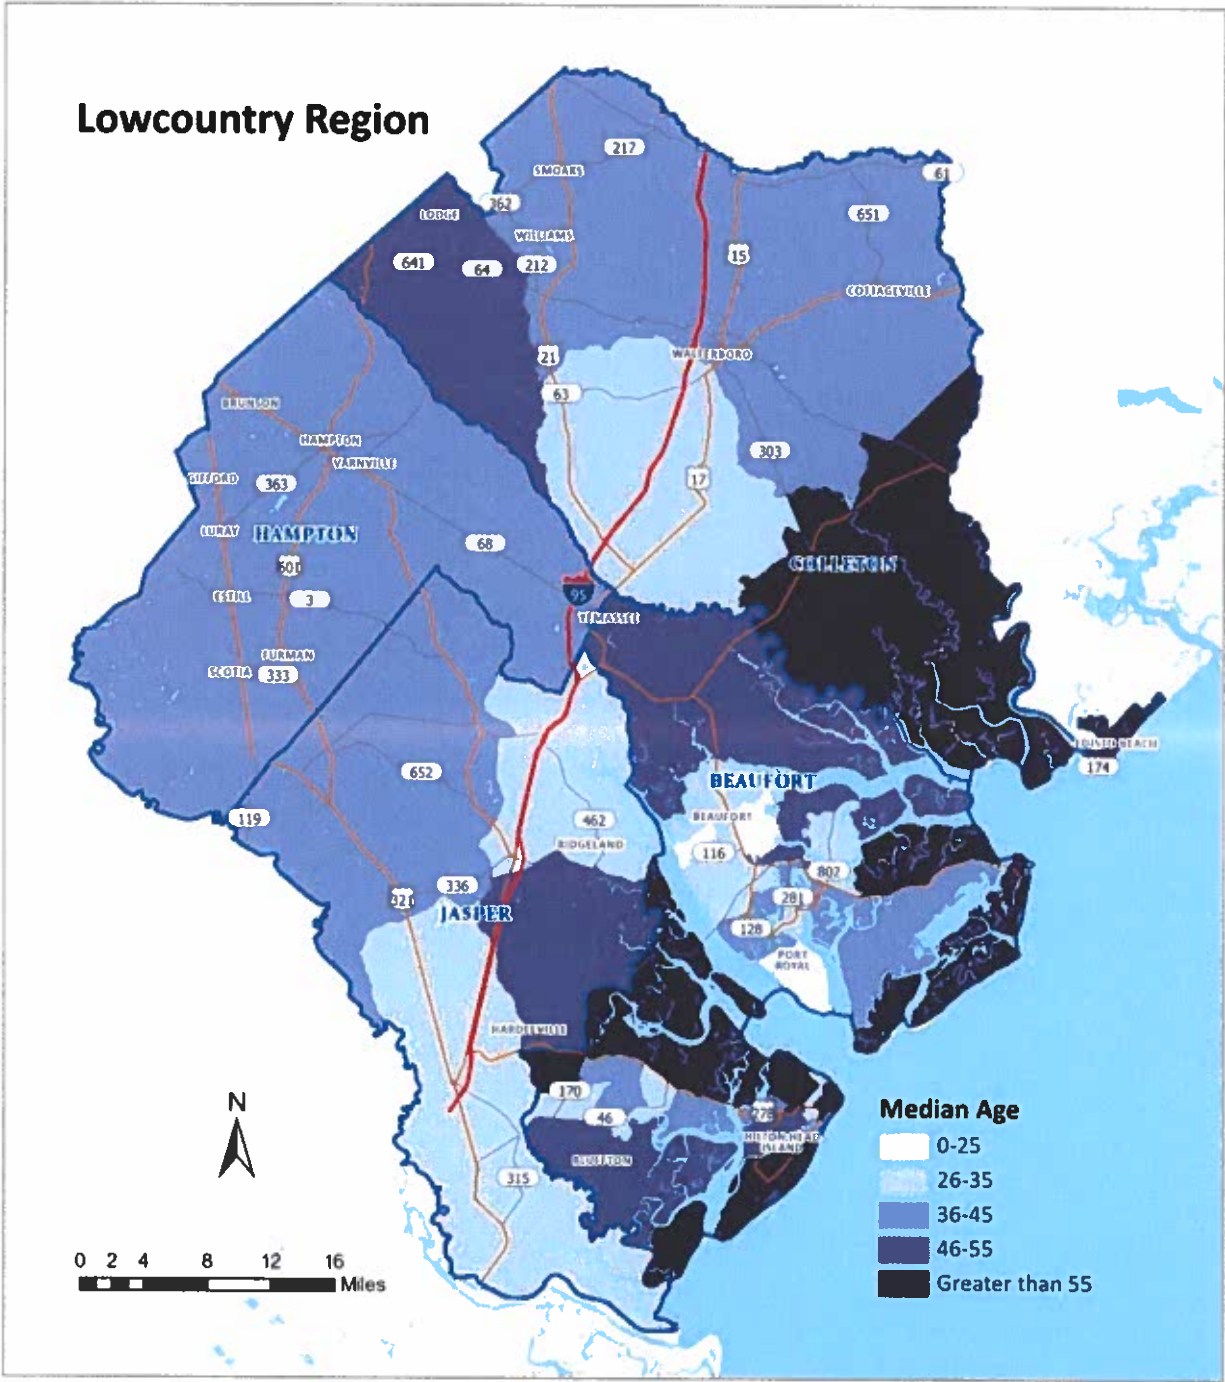 Lowcountry Region
217
SMOAKS
61
362
651
LODGE
WILLIAMS
15
641
64
212
COTTAGEVILLE
21
WALTERBORO
63
BRUNSON
HAMPTON
VARNVILLE
303
GIFFORD
363
17
LURAY
HAMPTON
68
COLLETON
601
95
ESTILL
3
YEMASSEE
FURMAN
SCOTIA
333
EDISTO BEACH
174
652
BEAUFORT
119
462
BEAUFORT
RIDGELAND
116
802
336
321
281
JASPER
128
PORT
ROYAL
HARDEEVILLE
170
46
278
HILTON HEAD
ISLAND
BLUFFTON
315
N
Median Age
0-25
26-35
36-45
46-55
Greater than 55
0 2 4 8 12 16
Miles